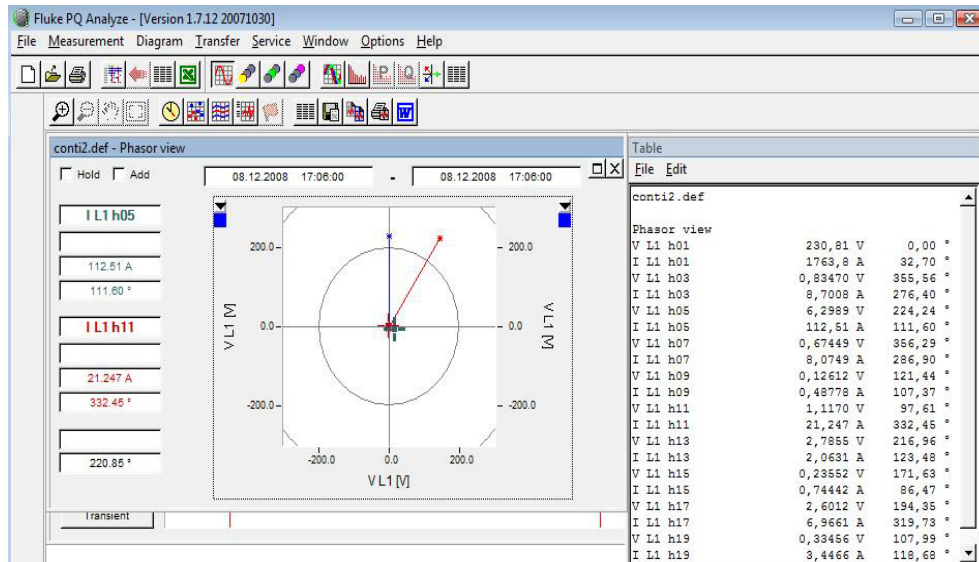 Fluke PQ Analyze - [Version 1.7.12 20071030]
File Measurement Diagram Transfer Service Window Options Help
conti2.def - Phasor view
Hold Add 08.12.2008 17:06:00 - 08.12.2008 17:06:00
I L1 h05
112.51 A
111.60 °
I L1 h11
21.247 A
332.45 °
220.85 °
200.0
0.0
-200.0
V L1 [V]
200.0
0.0
-200.0
V L1 [V]
-200.0 0.0 200.0
V L1 [V]
Transient
Table
File Edit
conti2.def
Phasor view
V L1 h01 230,81 V 0,00 °
I L1 h01 1763,8 A 32,70 °
V L1 h03 0,83470 V 355,56 °
I L1 h03 8,7008 A 276,40 °
V L1 h05 6,2989 V 224,24 °
I L1 h05 112,51 A 111,60 °
V L1 h07 0,67449 V 356,29 °
I L1 h07 8,0749 A 286,90 °
V L1 h09 0,12612 V 121,44 °
I L1 h09 0,48778 A 107,37 °
V L1 h11 1,1170 V 97,61 °
I L1 h11 21,247 A 332,45 °
V L1 h13 2,7855 V 216,96 °
I L1 h13 2,0631 A 123,48 °
V L1 h15 0,23552 V 171,63 °
I L1 h15 0,74442 A 86,47 °
V L1 h17 2,6012 V 194,35 °
I L1 h17 6,9661 A 319,73 °
V L1 h19 0,33456 V 107,99 °
I L1 h19 3,4466 A 118,68 °